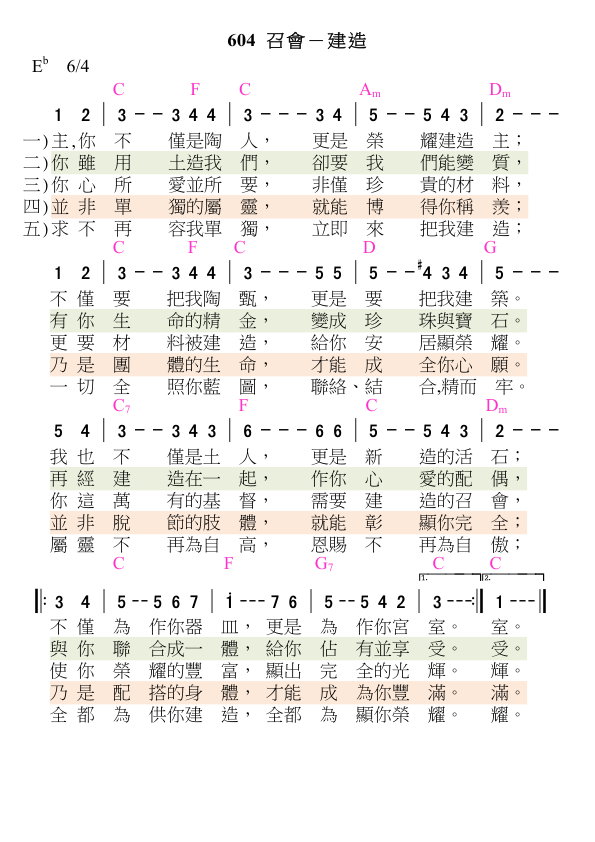 604 召會－建造
E♭ 6/4
C F C Am Dm
1 2 | 3 - - 3 4 4 | 3 - - - 3 4 | 5 - - 5 4 3 | 2 - - -
一)主,你 不 僅是陶 人， 更是 榮 耀建造 主；
二)你 雖 用 土造我 們， 卻要 我 們能變 質，
三)你 心 所 愛並所 要， 非僅 珍 貴的材 料，
四)並 非 單 獨的屬 靈， 就能 博 得你稱 羨；
五)求 不 再 容我單 獨， 立即 來 把我建 造；
C F C D G
1 2 | 3 - - 3 4 4 | 3 - - - 5 5 | 5 - - #4 3 4 | 5 - - -
不 僅 要 把我陶 甄， 更是 要 把我建 築。
有 你 生 命的精 金， 變成 珍 珠與寶 石。
更 要 材 料被建 造， 給你 安 居顯榮 耀。
乃 是 團 體的生 命， 才能 成 全你心 願。
一 切 全 照你藍 圖， 聯絡、結 合,精而 牢。
C7 F C Dm
5 4 | 3 - - 3 4 3 | 6 - - - 6 6 | 5 - - 5 4 3 | 2 - - -
我 也 不 僅是土 人， 更是 新 造的活 石；
再 經 建 造在一 起， 作你 心 愛的配 偶，
你 這 萬 有的基 督， 需要 建 造的召 會，
並 非 脫 節的肢 體， 就能 彰 顯你完 全；
屬 靈 不 再為自 高， 恩賜 不 再為自 傲；
C F G7 C C
1. 2.
‖: 3 4 | 5 -- 5 6 7 | i --- 7 6 | 5 -- 5 4 2 | 3 ---:‖ 1 ---‖
不 僅 為 作你器 皿， 更是 為 作你宮 室。 室。
與 你 聯 合成一 體， 給你 佔 有並享 受。 受。
使 你 榮 耀的豐 富， 顯出 完 全的光 輝。 輝。
乃 是 配 搭的身 體， 才能 成 為你豐 滿。 滿。
全 都 為 供你建 造， 全都 為 顯你榮 耀。 耀。